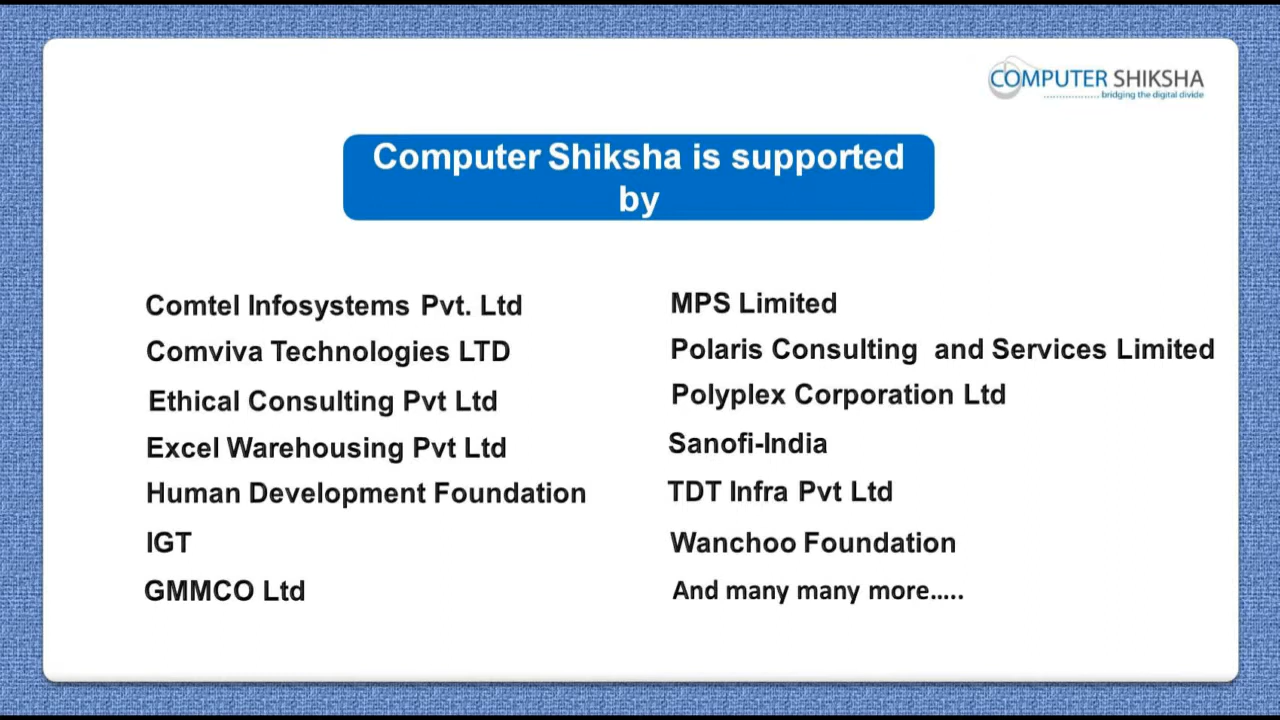 COMPUTER SHIKSHA
bridging the digital divide
Computer Shiksha is supported
by
Comtel Infosystems Pvt. Ltd
Comviva Technologies LTD
Ethical Consulting Pvt Ltd
Excel Warehousing Pvt Ltd
Human Development Foundation
IGT
GMMCO Ltd
MPS Limited
Polaris Consulting and Services Limited
Polyplex Corporation Ltd
Sanofi-India
TDT Infra Pvt Ltd
Wanchoo Foundation
And many many more.....